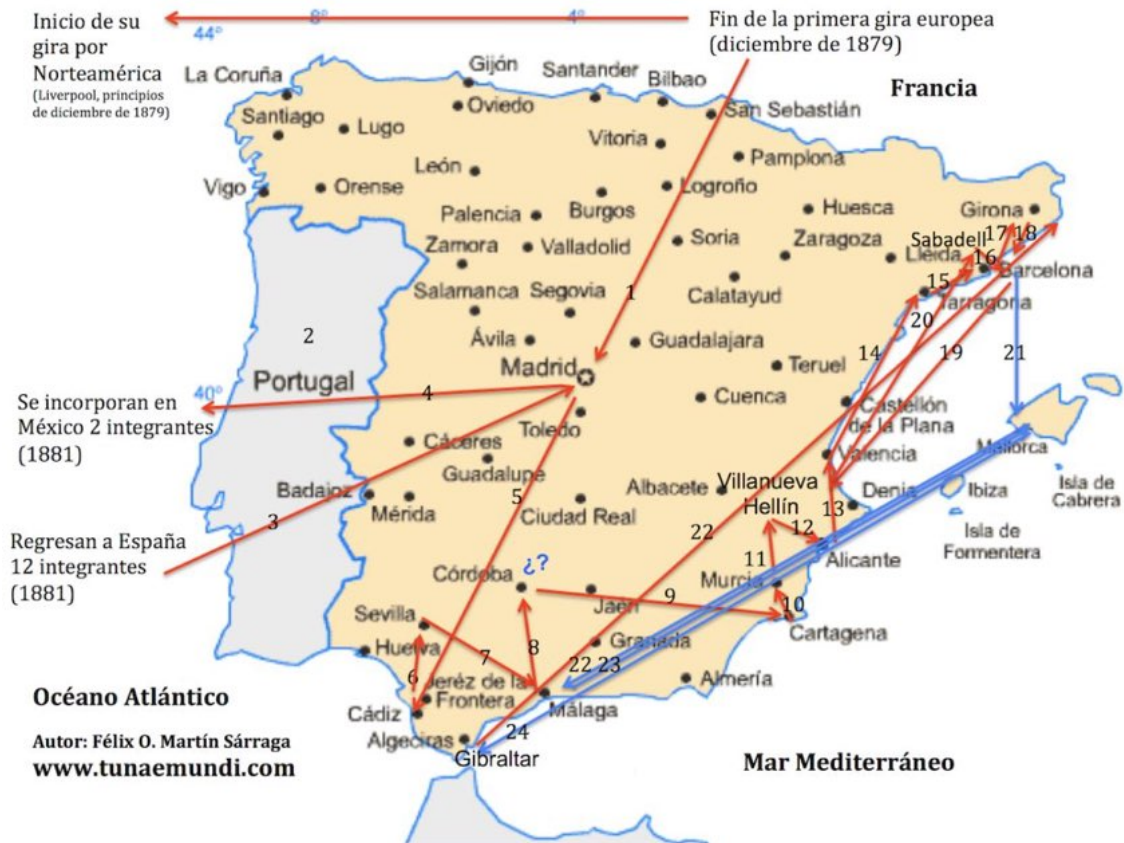 Inicio de su
gira por
Norteamérica
(Liverpool, principios
de diciembre de 1879)
8°
4°
44°
Fin de la primera gira europea
(diciembre de 1879)
Francia
La Coruña
Gijón
Santander
Bilbao
San Sebastián
Santiago
Lugo
Oviedo
Vitoria
Pamplona
León
Vigo
Orense
Burgos
Logroño
Huesca
Girona
Palencia
17
18
Zamora
Valladolid
Soria
Zaragoza
Lleida
Sabadell
16
Barcelona
Salamanca
Segovia
1
Calatayud
15
Tarragona
Ávila
Guadalajara
20
2
Madrid
Teruel
14
19
21
Portugal
40°
4
Cuenca
Castellón
de la Plana
Mallorca
Se incorporan en
México 2 integrantes
(1881)
Toledo
Cáceres
Guadalupe
Valencia
Badajoz
Mérida
5
Albacete
Villanueva
Hellín
Denia
Ibiza
Isla de
Cabrera
3
Ciudad Real
22
13
12
Isla de
Formentera
Regresan a España
12 integrantes
(1881)
Alicante
11
¿?
Córdoba
Jaén
9
Murcia
10
Sevilla
Cartagena
Huelva
7
8
Granada
6
Jeréz de la
Frontera
22
23
Almería
Océano Atlántico
Cádiz
Málaga
24
Algeciras
Gibraltar
Autor: Félix O. Martín Sárraga
www.tunaemundi.com
Mar Mediterráneo